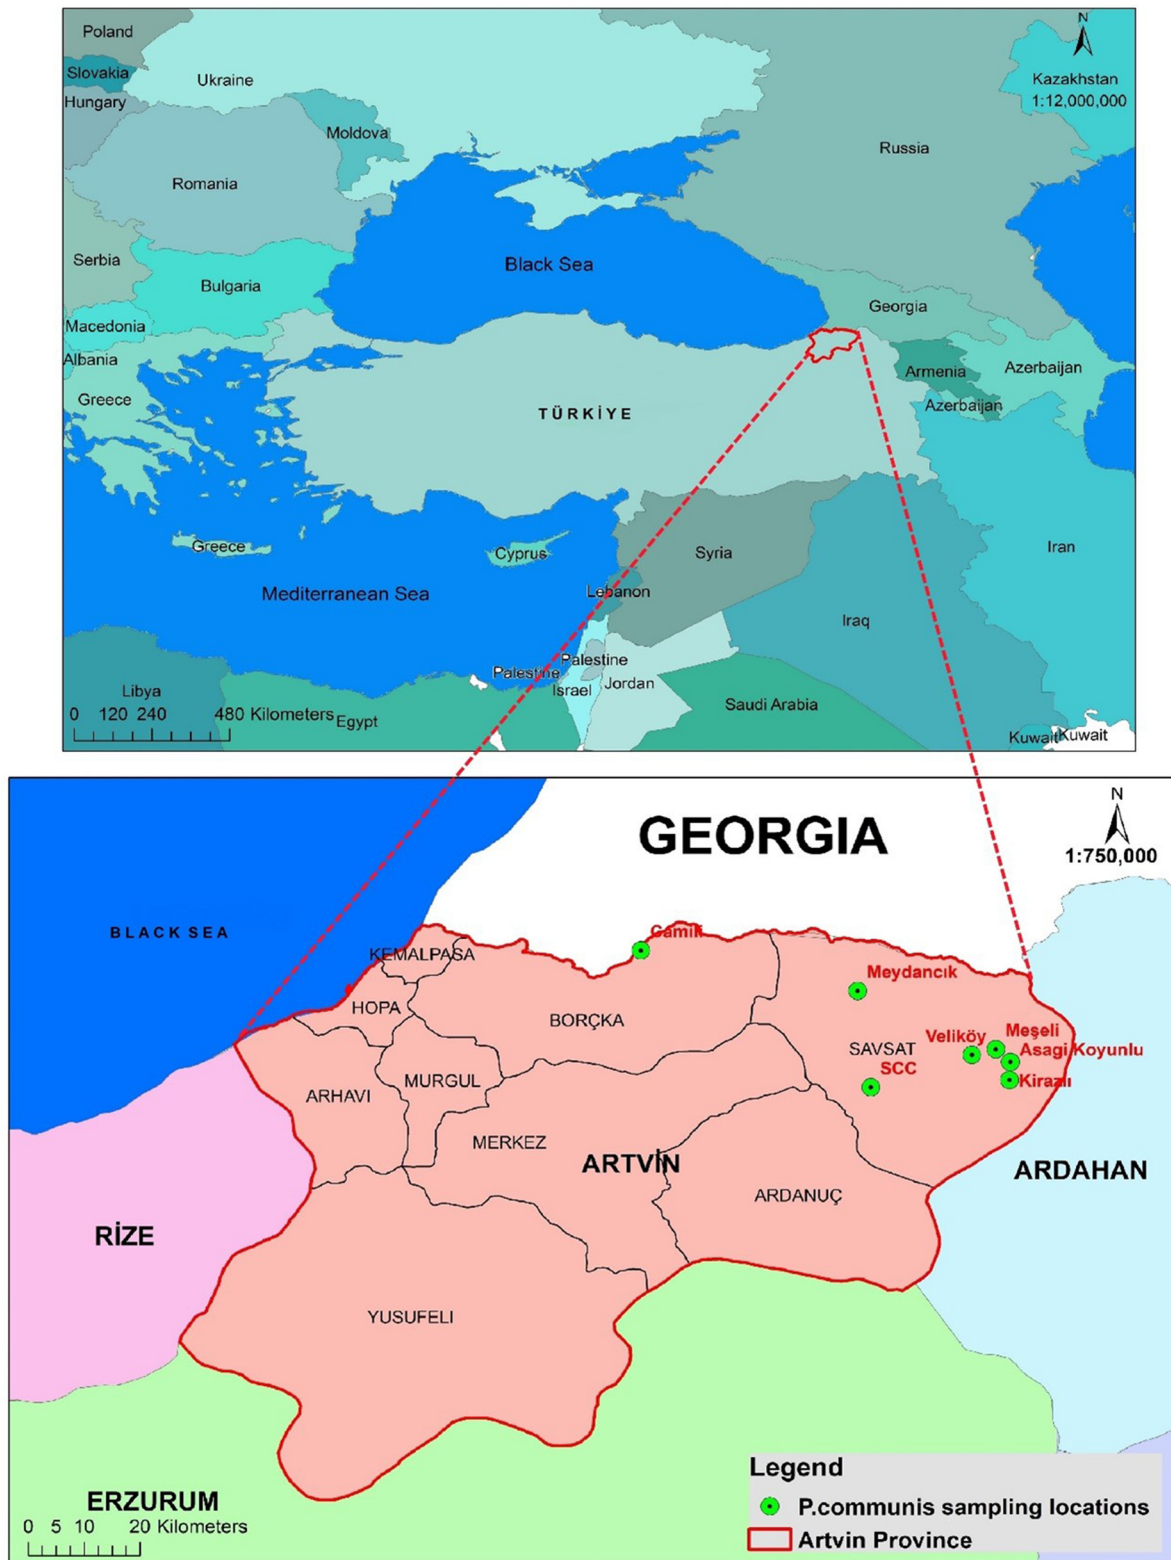 Poland
N
Slovakia
Ukraine
Kazakhstan
1:12,000,000
Hungary
Moldova
Russia
Romania
Serbia
Black Sea
Bulgaria
Georgia
Macedonia
Albania
Armenia
Azerbaijan
Greece
Azerbaijan
TÜRKİYE
Greece
Cyprus
Syria
Iran
Mediterranean Sea
Lebanon
Iraq
Palestine
Palestine
Israel
Jordan
Libya
Saudi Arabia
0 120 240 480 Kilometers
Egypt
Kuwait
Kuwait
N
GEORGIA
1:750,000
BLACK SEA
Camili
KEMALPASA
Meydancık
HOPA
BORÇKA
Veliköy
Meşeli
SAVSAT
Asagi Koyunlu
SCC
MURGUL
Kirazlı
ARHAVI
MERKEZ
ARTVİN
ARDAHAN
ARDANUÇ
RİZE
YUSUFELI
Legend
P.communis sampling locations
Artvin Province
ERZURUM
0 5 10 20 Kilometers